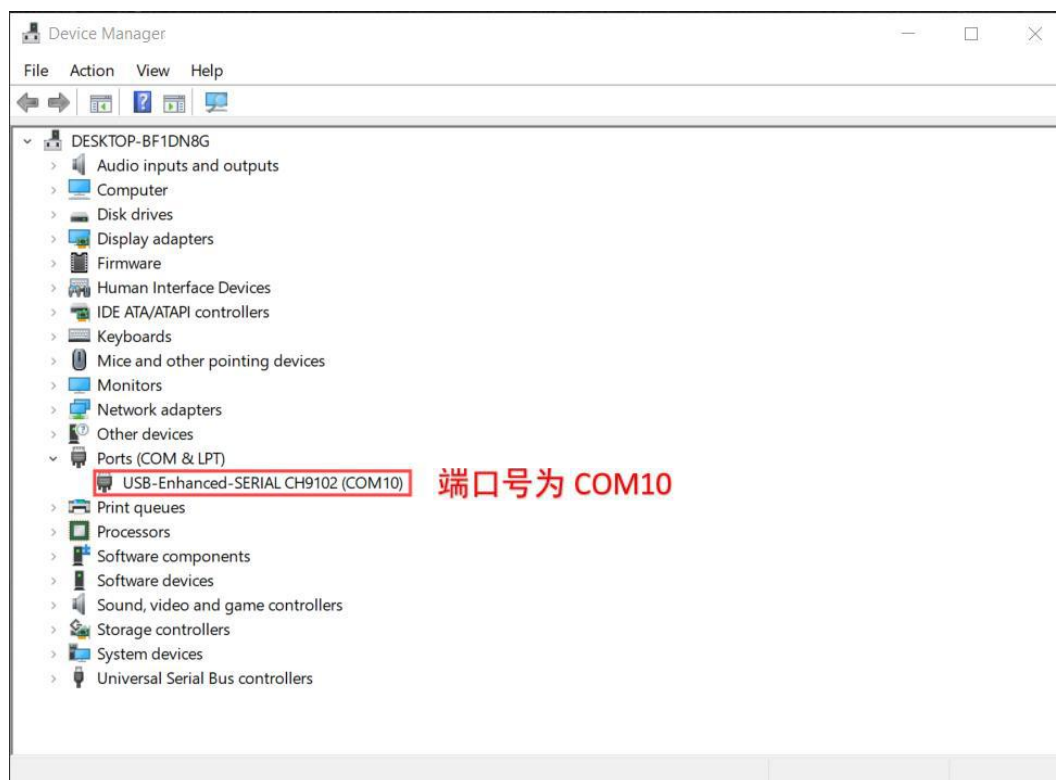 Device Manager
File Action View Help
DESKTOP-BF1DN8G
Audio inputs and outputs
Computer
Disk drives
Display adapters
Firmware
Human Interface Devices
IDE ATA/ATAPI controllers
Keyboards
Mice and other pointing devices
Monitors
Network adapters
Other devices
Ports (COM & LPT)
USB-Enhanced-SERIAL CH9102 (COM10) 端口号为 COM10
Print queues
Processors
Software components
Software devices
Sound, video and game controllers
Storage controllers
System devices
Universal Serial Bus controllers